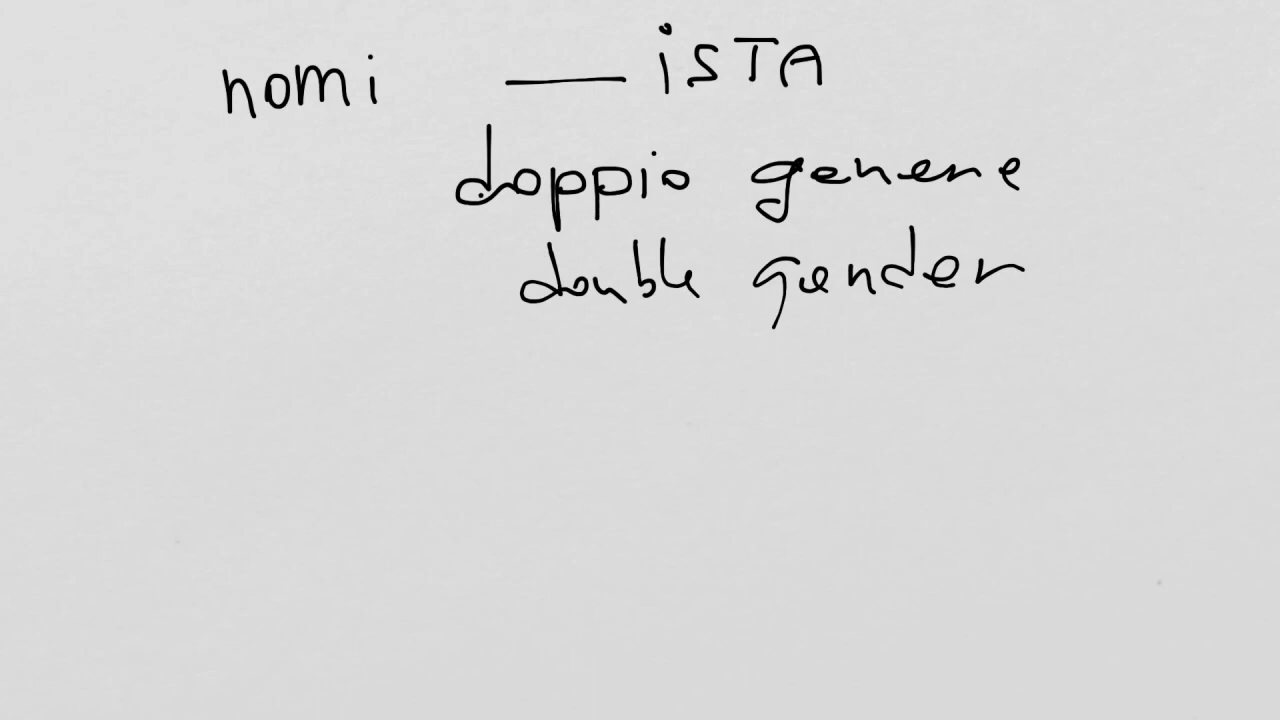 nomi ——— iSTA
doppio genere
double gender